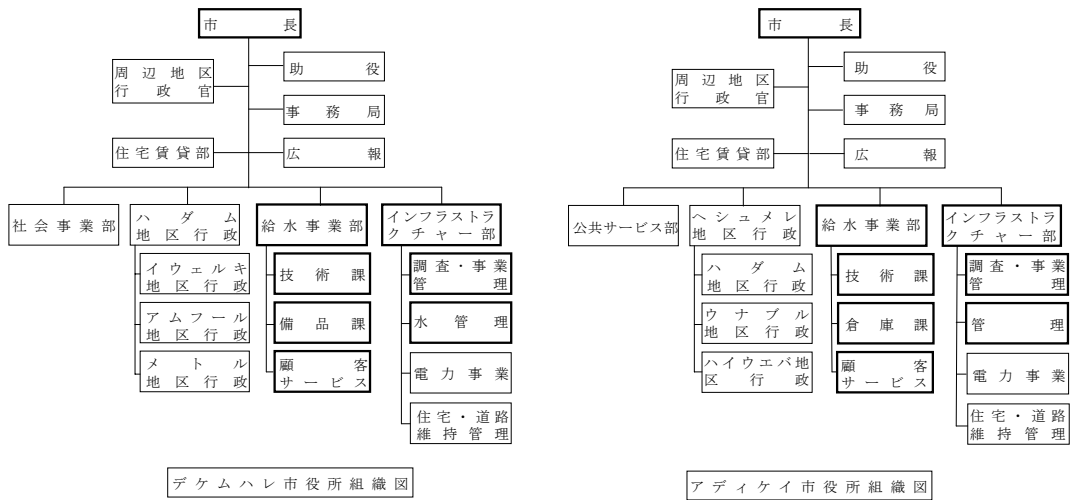 市長
助役
周辺地区
行政官
事務局
住宅賃貸部
広報
社会事業部
ハダム
地区行政
給水事業部
インフラストラ
クチャー部
イウェルキ
地区行政
アムフール
地区行政
メトル
地区行政
技術課
備品課
顧客
サービス
調査・事業
管理
水管理
電力事業
住宅・道路
維持管理
デケムハレ市役所組織図
市長
助役
周辺地区
行政官
事務局
住宅賃貸部
広報
公共サービス部
ヘシュメレ
地区行政
給水事業部
インフラストラ
クチャー部
ハダム
地区行政
ウナブル
地区行政
ハイウエバ地
区行政
技術課
倉庫課
顧客
サービス
調査・事業
管理
管理
電力事業
住宅・道路
維持管理
アディケイ市役所組織図